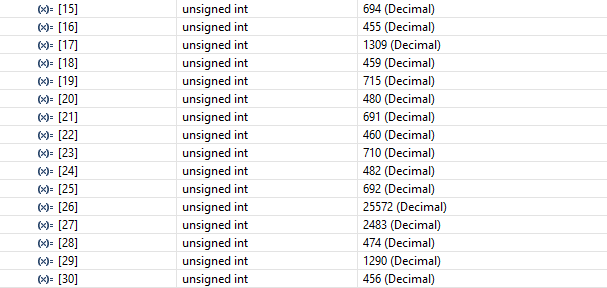 (x)= [15] unsigned int 694 (Decimal)
(x)= [16] unsigned int 455 (Decimal)
(x)= [17] unsigned int 1309 (Decimal)
(x)= [18] unsigned int 459 (Decimal)
(x)= [19] unsigned int 715 (Decimal)
(x)= [20] unsigned int 480 (Decimal)
(x)= [21] unsigned int 691 (Decimal)
(x)= [22] unsigned int 460 (Decimal)
(x)= [23] unsigned int 710 (Decimal)
(x)= [24] unsigned int 482 (Decimal)
(x)= [25] unsigned int 692 (Decimal)
(x)= [26] unsigned int 25572 (Decimal)
(x)= [27] unsigned int 2483 (Decimal)
(x)= [28] unsigned int 474 (Decimal)
(x)= [29] unsigned int 1290 (Decimal)
(x)= [30] unsigned int 456 (Decimal)